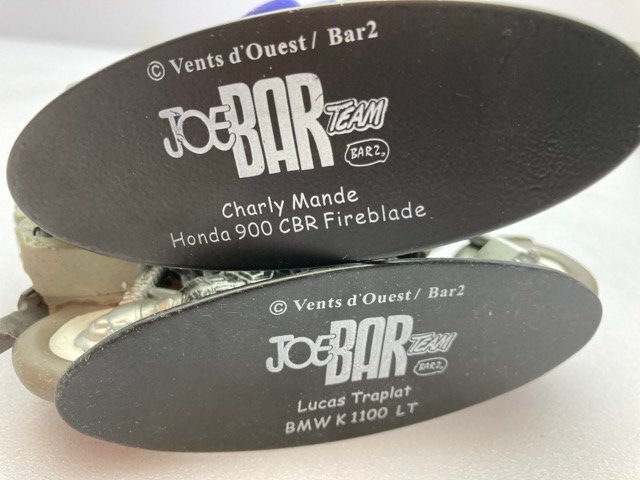 © Vents d'Ouest / Bar2
JOE BAR TEAM
BAR2
Charly Mande
Honda 900 CBR Fireblade
© Vents d'Ouest / Bar2
JOE BAR TEAM
BAR2
Lucas Traplat
BMW K 1100 LT